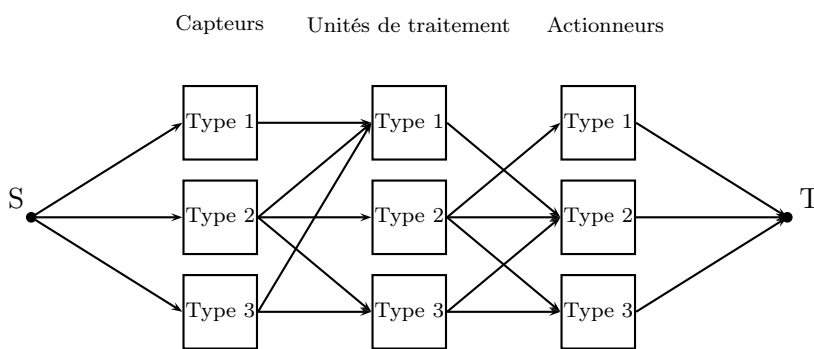 Capteurs Unités de traitement Actionneurs
Type 1 Type 1 Type 1
S T
Type 2 Type 2 Type 2
Type 3 Type 3 Type 3